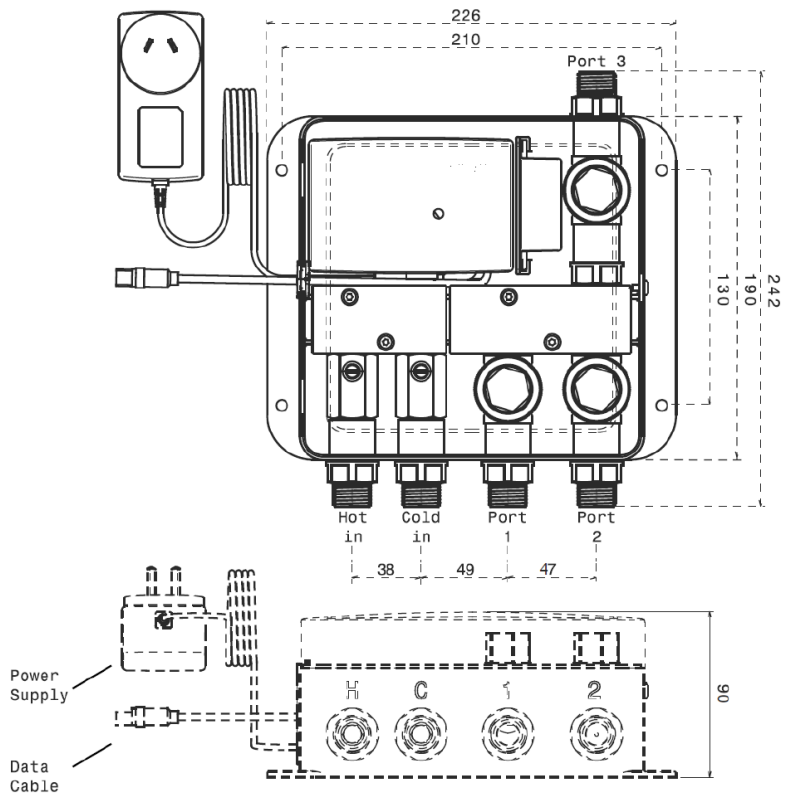 226
210
Port 3
130
190
242
Hot
in
Cold
in
Port
1
Port
2
38
49
47
H
C
1
2
90
Power
Supply
Data
Cable